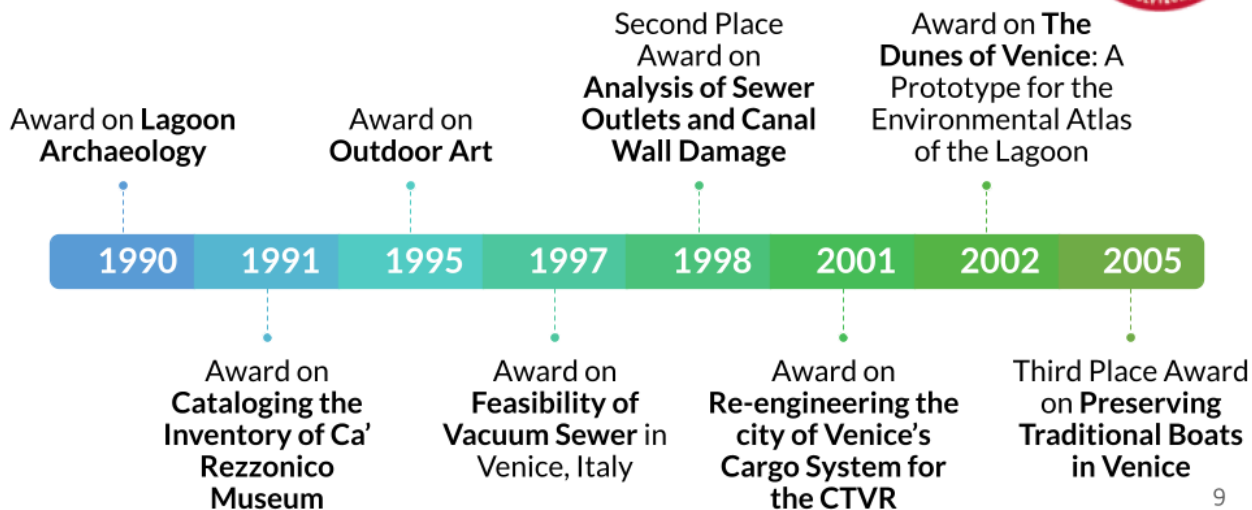 Award on Lagoon
Archaeology
Award on
Outdoor Art
Second Place
Award on
Analysis of Sewer
Outlets and Canal
Wall Damage
Award on The
Dunes of Venice: A
Prototype for the
Environmental Atlas
of the Lagoon
1990 1991 1995 1997 1998 2001 2002 2005
Award on
Cataloging the
Inventory of Ca’
Rezzonico
Museum
Award on
Feasibility of
Vacuum Sewer in
Venice, Italy
Award on
Re-engineering the
city of Venice’s
Cargo System for
the CTVR
Third Place Award
on Preserving
Traditional Boats
in Venice
9